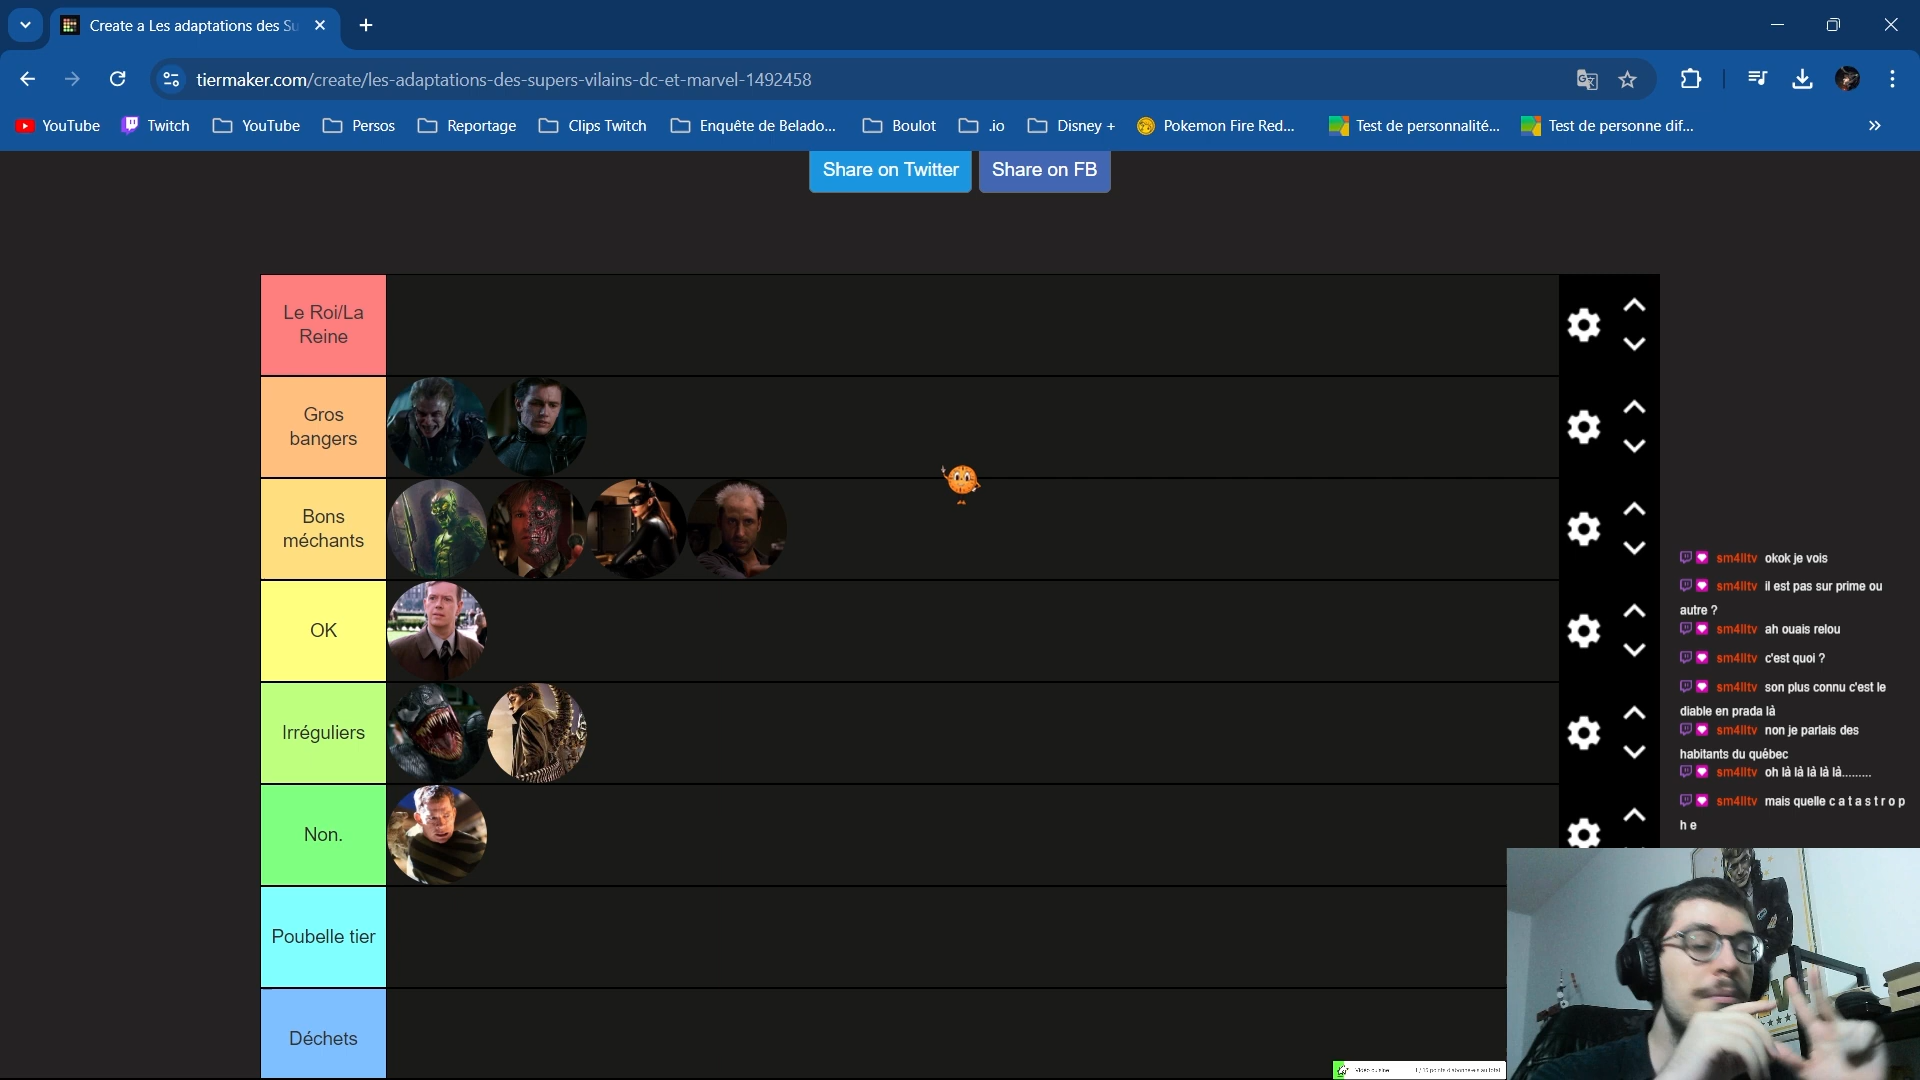 Create a Les adaptations des Su
tiermaker.com/create/les-adaptations-des-supers-vilains-dc-et-marvel-1492458
YouTube
Twitch
YouTube
Persos
Reportage
Clips Twitch
Enquête de Belado...
Boulot
.io
Disney +
Pokemon Fire Red...
Test de personnalité...
Test de personne dif...
Share on Twitter
Share on FB
Le Roi/La
Reine
Gros
bangers
Bons
méchants
OK
Irréguliers
Non.
Poubelle tier
Déchets
sm4lltv okok je vois
sm4lltv il est pas sur prime ou
autre ?
sm4lltv ah ouais relou
sm4lltv c'est quoi ?
sm4lltv son plus connu c'est le
diable en prada là
sm4lltv non je parlais des
habitants du québec
sm4lltv oh là là là là là.........
sm4lltv mais quelle c a t a s t r o p
h e